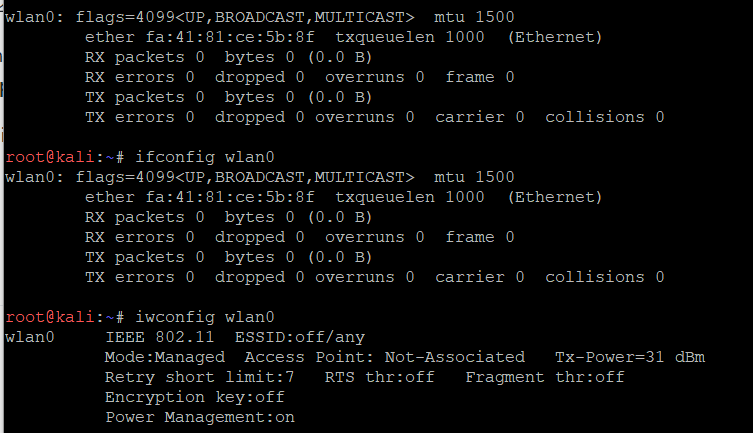 wlan0: flags=4099<UP,BROADCAST,MULTICAST>  mtu 1500
        ether fa:41:81:ce:5b:8f  txqueuelen 1000  (Ethernet)
        RX packets 0  bytes 0 (0.0 B)
        RX errors 0  dropped 0  overruns 0  frame 0
        TX packets 0  bytes 0 (0.0 B)
        TX errors 0  dropped 0 overruns 0  carrier 0  collisions 0
root@kali:~# ifconfig wlan0
wlan0: flags=4099<UP,BROADCAST,MULTICAST>  mtu 1500
        ether fa:41:81:ce:5b:8f  txqueuelen 1000  (Ethernet)
        RX packets 0  bytes 0 (0.0 B)
        RX errors 0  dropped 0  overruns 0  frame 0
        TX packets 0  bytes 0 (0.0 B)
        TX errors 0  dropped 0 overruns 0  carrier 0  collisions 0
root@kali:~# iwconfig wlan0
wlan0     IEEE 802.11  ESSID:off/any
          Mode:Managed  Access Point: Not-Associated   Tx-Power=31 dBm
          Retry short limit:7   RTS thr:off   Fragment thr:off
          Encryption key:off
          Power Management:on